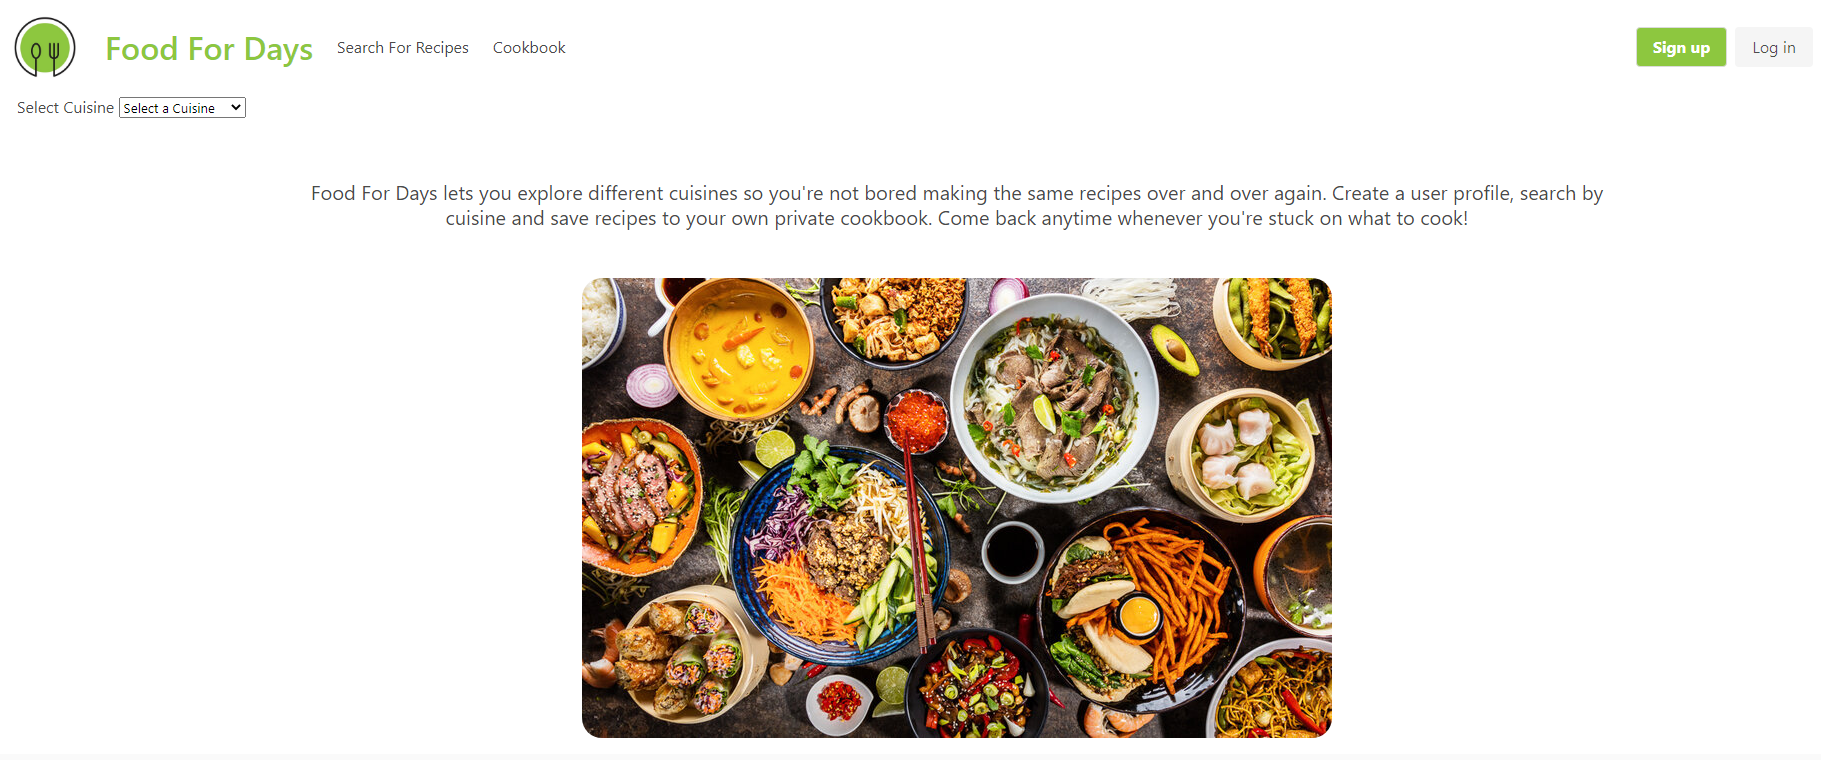 Food For Days
Search For Recipes
Cookbook
Sign up
Log in
Select Cuisine
Select a Cuisine
Food For Days lets you explore different cuisines so you're not bored making the same recipes over and over again. Create a user profile, search by
cuisine and save recipes to your own private cookbook. Come back anytime whenever you're stuck on what to cook!